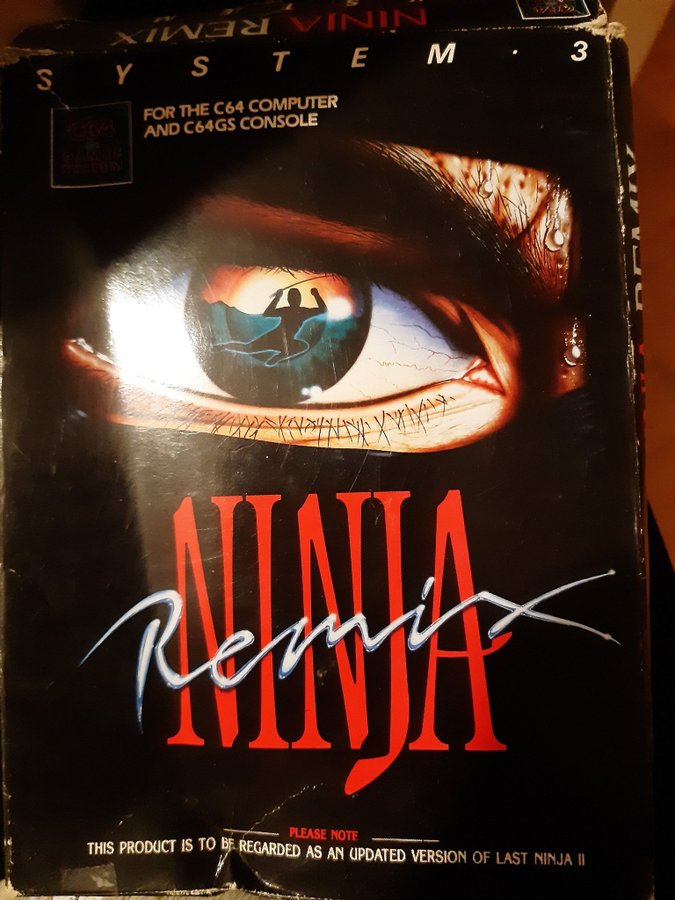 NINJA REMIX
SYSTEM·3
FOR THE C64 COMPUTER
AND C64GS CONSOLE
NINJA
Remix
PLEASE NOTE
THIS PRODUCT IS TO BE REGARDED AS AN UPDATED VERSION OF LAST NINJA II